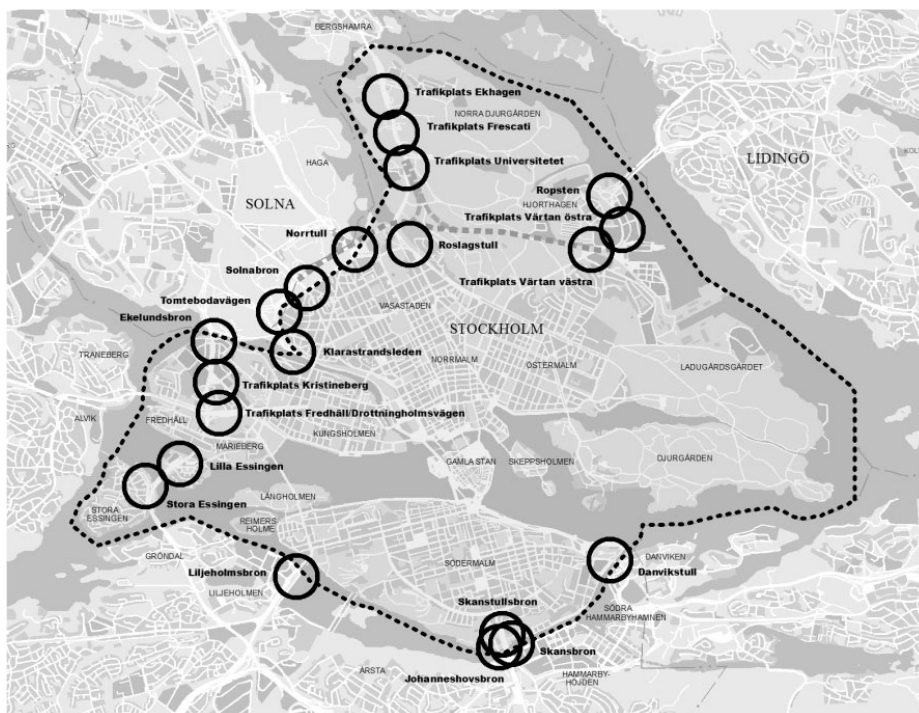 BERGSHAMRA
Trafikplats Ekhagen
NORRA DJURGÅRDEN
Trafikplats Frescati
HAGA
Trafikplats Universitetet
LIDINGÖ
SOLNA
Ropsten
HJORTHAGEN
Trafikplats Värtan östra
Norrtull
Roslagstull
Solnabron
Trafikplats Värtan västra
Tomtebodavägen
VASASTADEN
Ekelundsbron
STOCKHOLM
TRANEBERG
Klarastrandsleden
NORRMALM
ÖSTERMALM
LADUGÅRDSGÄRDET
Trafikplats Kristineberg
ALVIK
FREDHÄLL
Trafikplats Fredhäll/Drottningholmsvägen
KUNGSHOLMEN
MARIEBERG
Lilla Essingen
GAMLA STAN
SKEPPSHOLMEN
DJURGÅRDEN
STORA
ESSINGEN
Stora Essingen
LÅNGHOLMEN
REIMERS
HOLME
GRÖNDAL
Liljeholmsbron
LILJEHOLMEN
SÖDERMALM
DANVIKEN
Danvikstull
Skanstullsbron
SÖDRA
HAMMARBYHAMNEN
Skansbron
ÅRSTA
Johanneshovsbron
HAMMARBY-
HÖJDEN